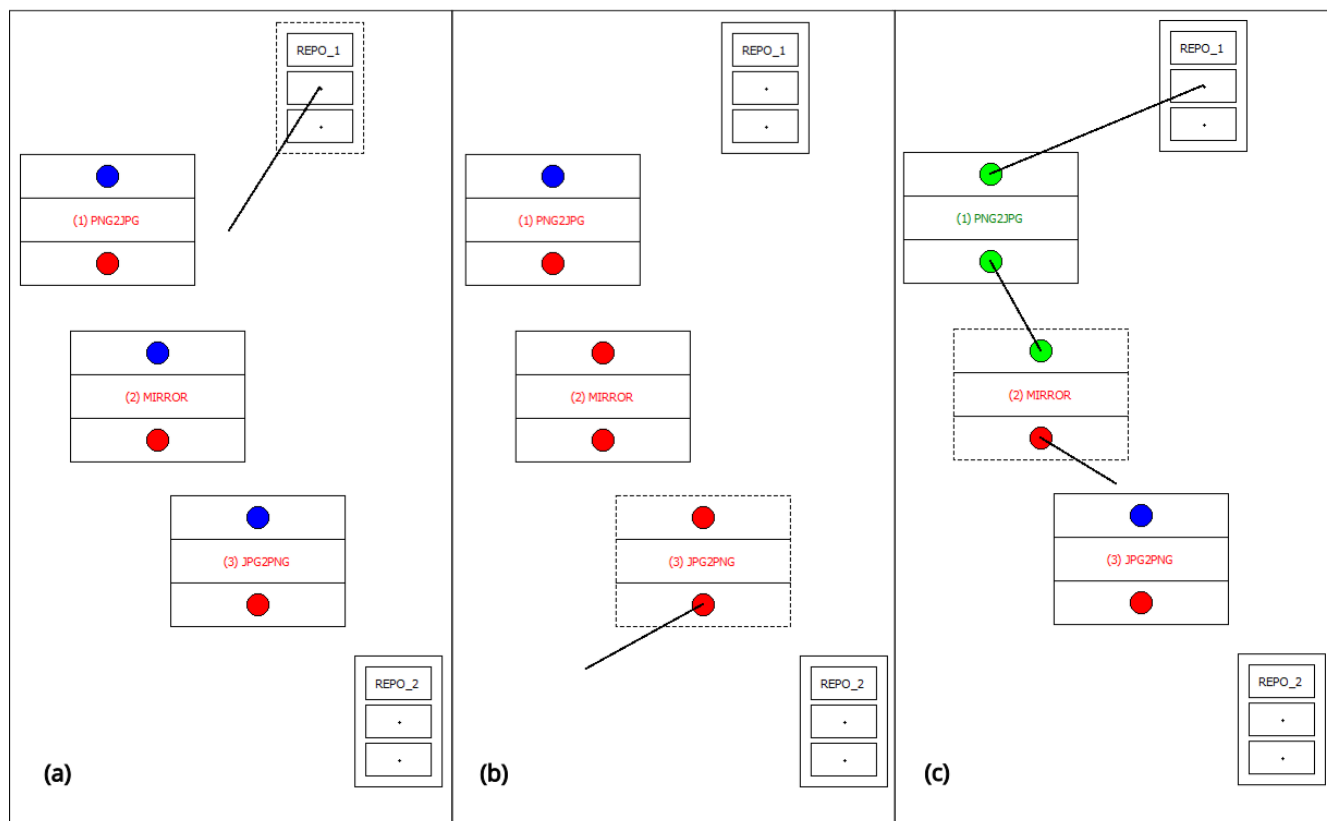 REPO_1
(1) PNG2JPG
(2) MIRROR
(3) JPG2PNG
REPO_2
(a)
REPO_1
(1) PNG2JPG
(2) MIRROR
(3) JPG2PNG
REPO_2
(b)
REPO_1
(1) PNG2JPG
(2) MIRROR
(3) JPG2PNG
REPO_2
(c)